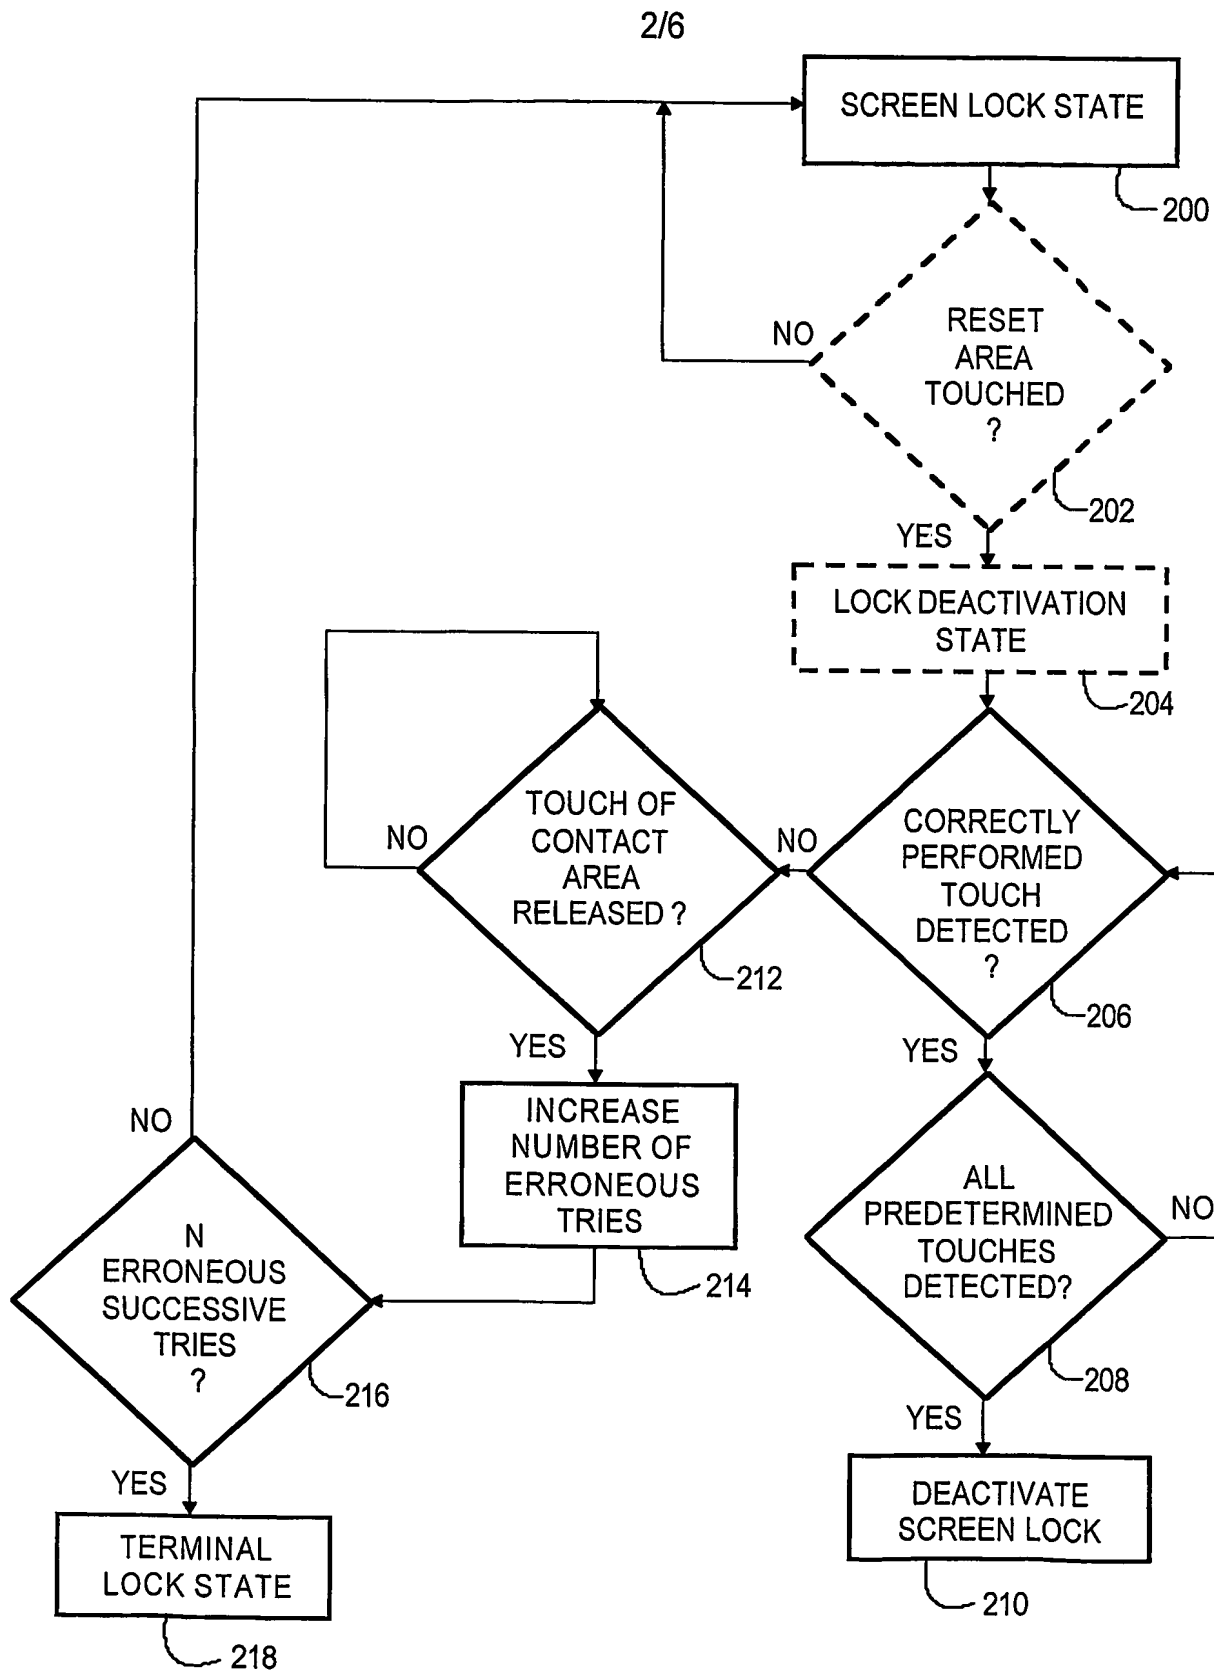 2/6
SCREEN LOCK STATE
200
NO
RESET
AREA
TOUCHED
?
202
YES
LOCK DEACTIVATION
STATE
204
NO
TOUCH OF
CONTACT
AREA
RELEASED ?
212
NO
CORRECTLY
PERFORMED
TOUCH
DETECTED
?
206
YES
YES
INCREASE
NUMBER OF
ERRONEOUS
TRIES
214
NO
N
ERRONEOUS
SUCCESSIVE
TRIES
?
216
ALL
PREDETERMINED
TOUCHES
DETECTED?
NO
208
YES
YES
DEACTIVATE
SCREEN LOCK
210
TERMINAL
LOCK STATE
218